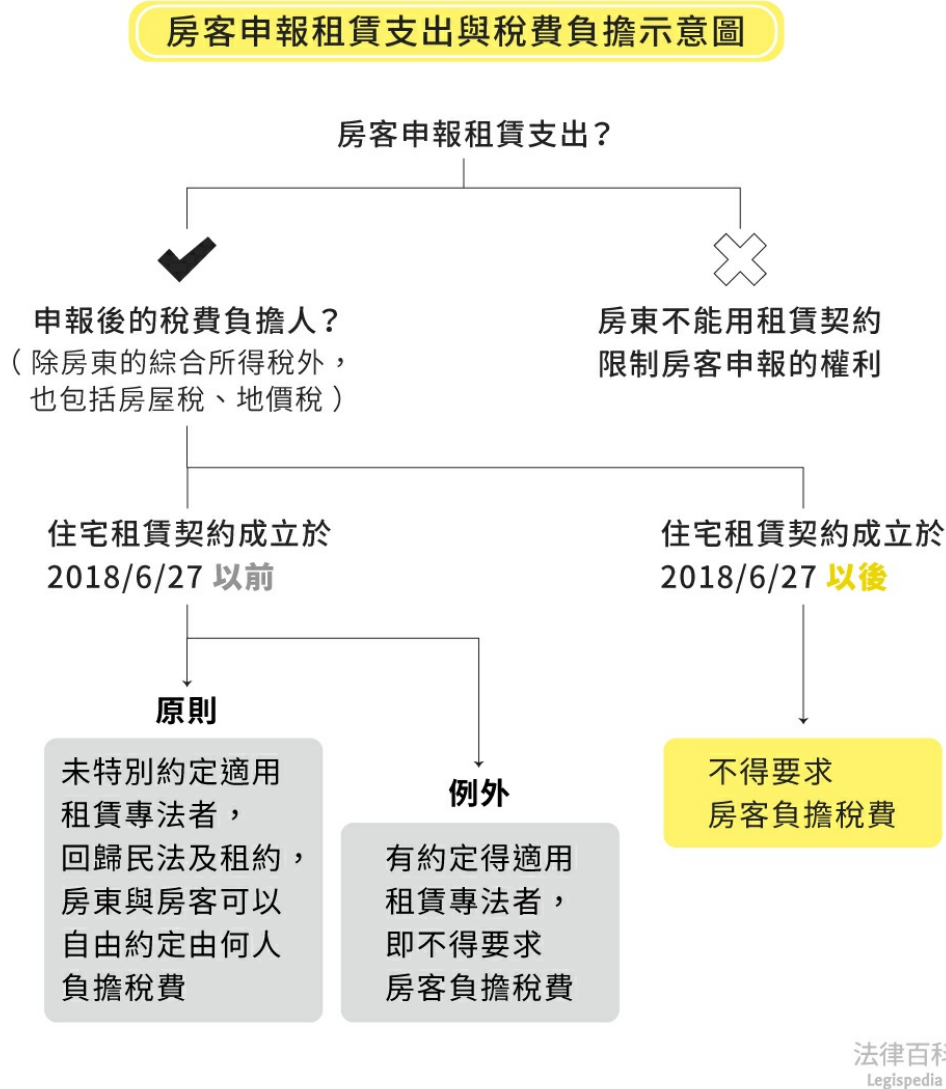 房客申報租賃支出與稅費負擔示意圖
房客申報租賃支出？
申報後的稅費負擔人？
（除房東的綜合所得稅外，
也包括房屋稅、地價稅）
房東不能用租賃契約
限制房客申報的權利
住宅租賃契約成立於
2018/6/27 以前
住宅租賃契約成立於
2018/6/27 以後
原則
未特別約定適用
租賃專法者，
回歸民法及租約，
房東與房客可以
自由約定由何人
負擔稅費
例外
有約定得適用
租賃專法者，
即不得要求
房客負擔稅費
不得要求
房客負擔稅費
法律百科
Legispedia